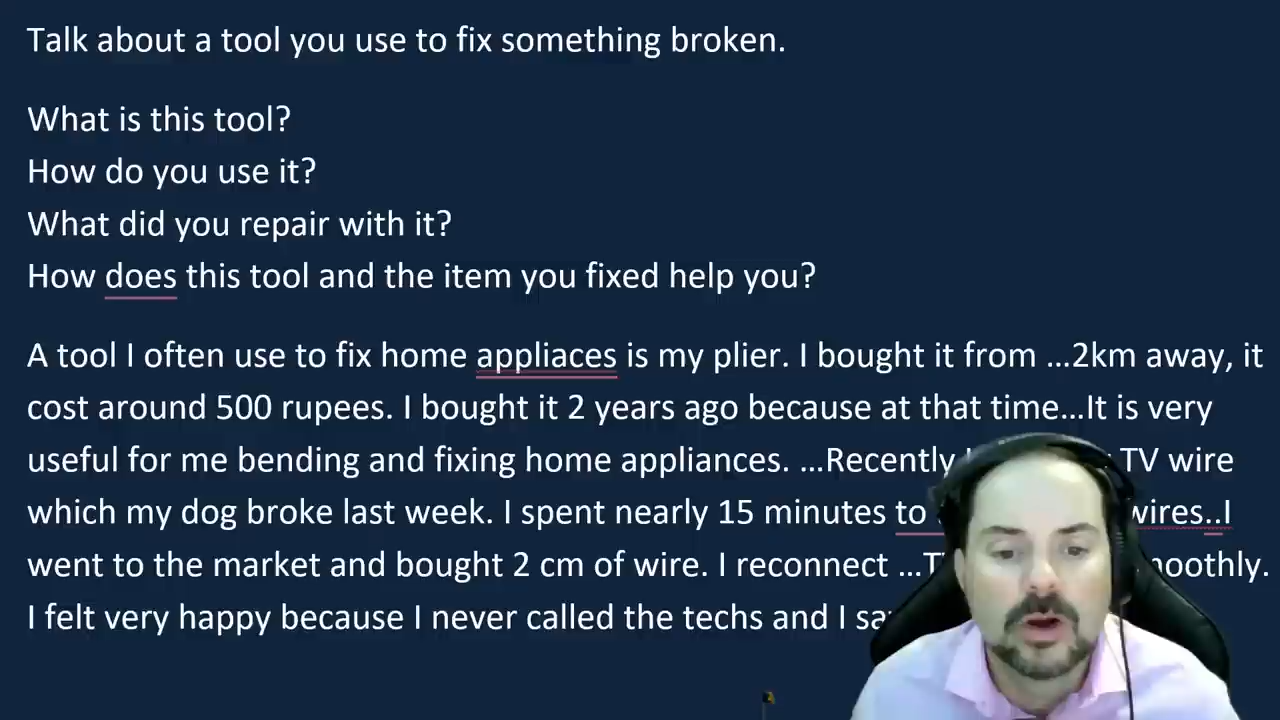 Talk about a tool you use to fix something broken.
What is this tool?
How do you use it?
What did you repair with it?
How does this tool and the item you fixed help you?
A tool I often use to fix home appliaces is my plier. I bought it from ...2km away, it
cost around 500 rupees. I bought it 2 years ago because at that time...It is very
useful for me bending and fixing home appliances. ...Recently TV wire
which my dog broke last week. I spent nearly 15 minutes to wires..I
went to the market and bought 2 cm of wire. I reconnect ...
I felt very happy because I never called the techs and I